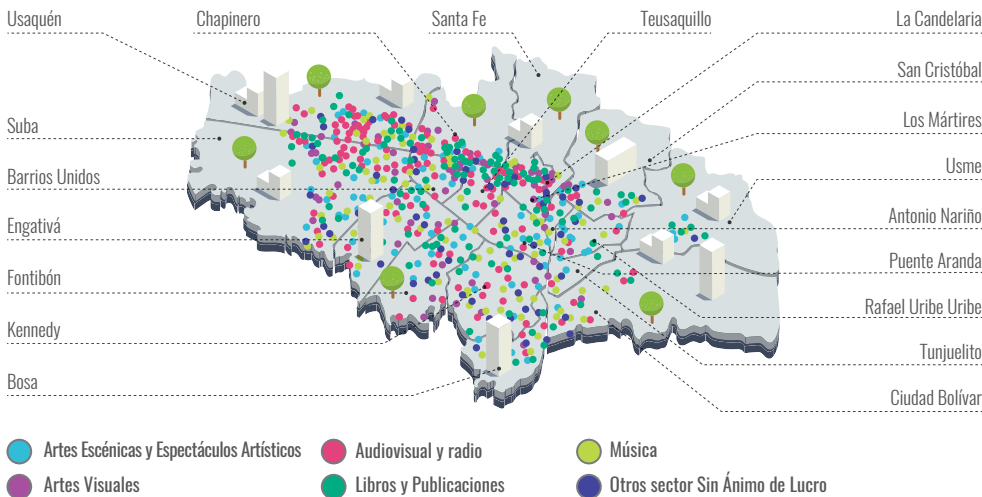 Usaquén
Chapinero
Santa Fe
Teusaquillo
La Candelaria
San Cristóbal
Suba
Los Mártires
Barrios Unidos
Usme
Engativá
Antonio Nariño
Puente Aranda
Fontibón
Rafael Uribe Uribe
Kennedy
Tunjuelito
Bosa
Ciudad Bolívar
Artes Escénicas y Espectáculos Artísticos
Audiovisual y radio
Música
Artes Visuales
Libros y Publicaciones
Otros sector Sin Ánimo de Lucro